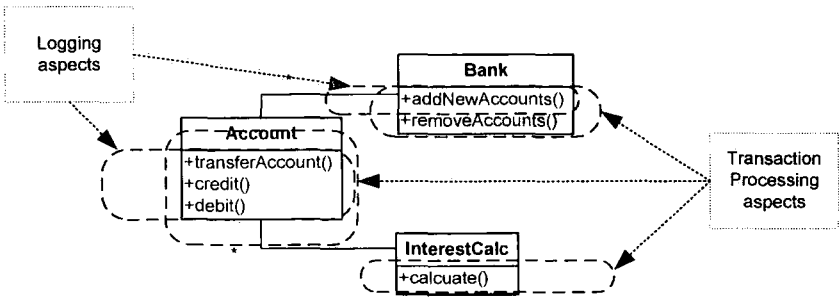 Logging
aspects
*
Bank
+addNewAccounts()
+removeAccounts()
Account
+transferAccount()
+credit()
+debit()
*
Transaction
Processing
aspects
InterestCalc
+calcuate()